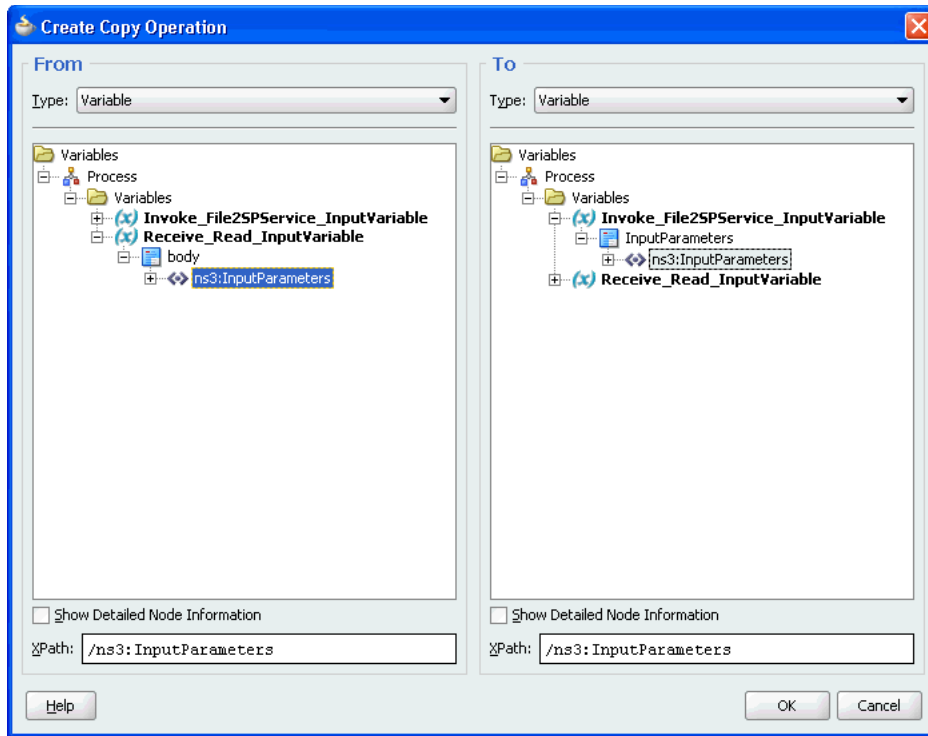 Create Copy Operation
From
Type: Variable
Variables
Process
Variables
Invoke_File2SPService_InputVariable
Receive_Read_InputVariable
body
ns3:InputParameters
Show Detailed Node Information
XPath: /ns3:InputParameters
To
Type: Variable
Variables
Process
Variables
Invoke_File2SPService_InputVariable
InputParameters
ns3:InputParameters
Receive_Read_InputVariable
Show Detailed Node Information
XPath: /ns3:InputParameters
Help
OK
Cancel